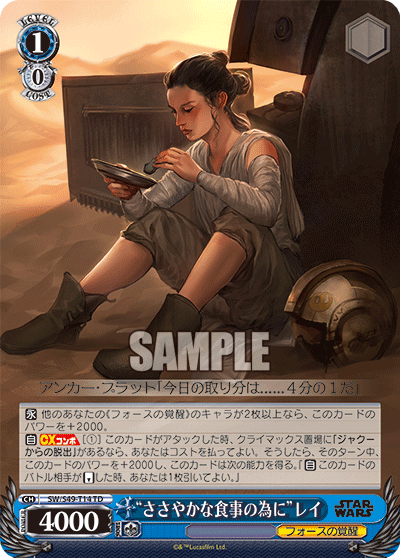 LEVEL
1
0
COST
SAMPLE
アンカー・プラット「今日の取り分は……４分の１だ」
永 他のあなたの《フォースの覚醒》のキャラが2枚以上なら、このカードの
パワーを＋2000。
自 CXコンボ ［①］ このカードがアタックした時、クライマックス置場に「ジャクー
からの脱出」があるなら、あなたはコストを払ってよい。そうしたら、そのターン中、
このカードのパワーを＋2000し、このカードは次の能力を得る。『自 このカードの
バトル相手が した時、あなたは1枚引いてよい。』
CH
SW/S49-T14 TD
4000
“ささやかな食事の為に”レイ
STAR
WARS
フォースの覚醒
©&™Lucasfilm Ltd.